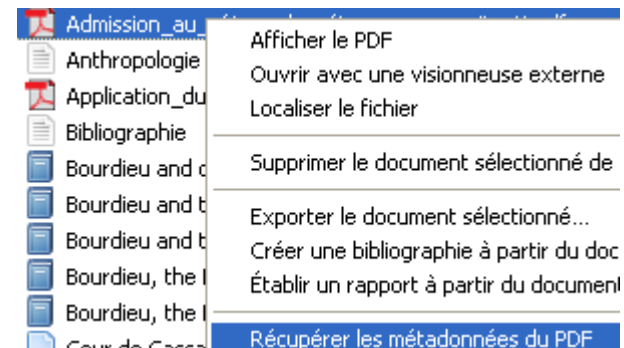 Admission_au_
Anthropologie
Application_du
Bibliographie
Bourdieu and
Bourdieu and t
Bourdieu and t
Bourdieu, the
Bourdieu, the
Cour de
Afficher le PDF
Ouvrir avec une visionneuse externe
Localiser le fichier
Supprimer le document sélectionné de
Exporter le document sélectionné...
Créer une bibliographie à partir du doc
Établir un rapport à partir du document
Récupérer les métadonnées du PDF